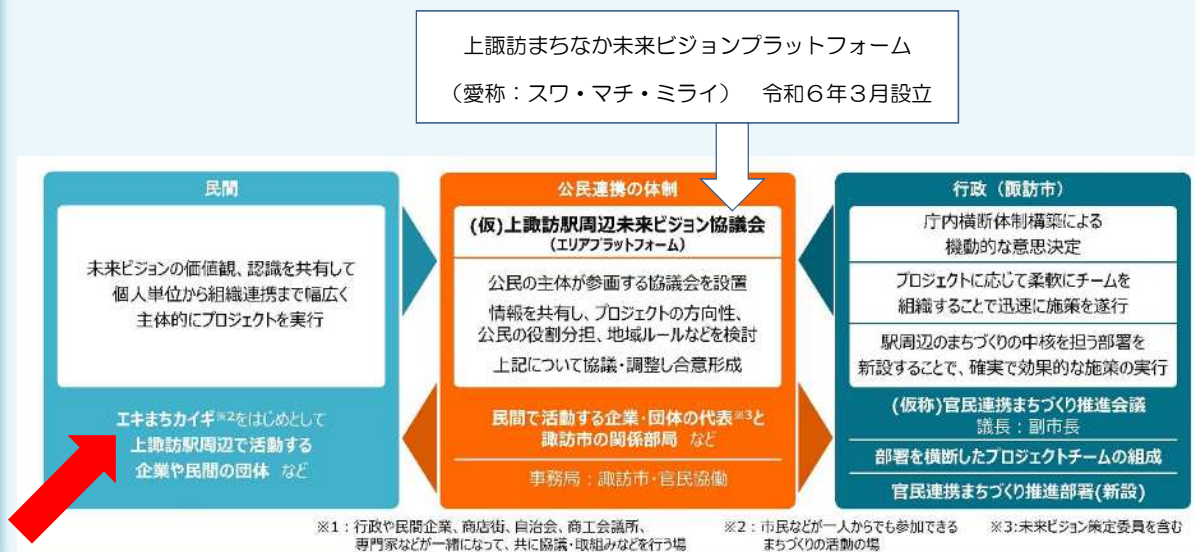 上諏訪まちなか未来ビジョンプラットフォーム
（愛称：スワ・マチ・ミライ）　令和６年３月設立
民間
未来ビジョンの価値観、認識を共有して
個人単位から組織連携まで幅広く
主体的にプロジェクトを実行
エキまちカイギ※2をはじめとして
上諏訪駅周辺で活動する
企業や民間の団体 など
公民連携の体制
(仮)上諏訪駅周辺未来ビジョン協議会
(エリアプラットフォーム)
公民の主体が参画する協議会を設置
情報を共有し、プロジェクトの方向性、
公民の役割分担、地域ルールなどを検討
上記について協議・調整し合意形成
民間で活動する企業・団体の代表※3と
諏訪市の関係部局 など
事務局：諏訪市・官民協働
行政（諏訪市）
庁内横断体制構築による
機動的な意思決定
プロジェクトに応じて柔軟にチームを
組織することで迅速に施策を遂行
駅周辺のまちづくりの中核を担う部署を
新設することで、確実で効果的な施策の実行
(仮称)官民連携まちづくり推進会議
議長：副市長
部署を横断したプロジェクトチームの組成
官民連携まちづくり推進部署(新設)
※1：行政や民間企業、商店街、自治会、商工会議所、
専門家などが一緒になって、共に協議・取組みなどを行う場
※2：市民などが一人からでも参加できる
まちづくりの活動の場
※3:未来ビジョン策定委員を含む